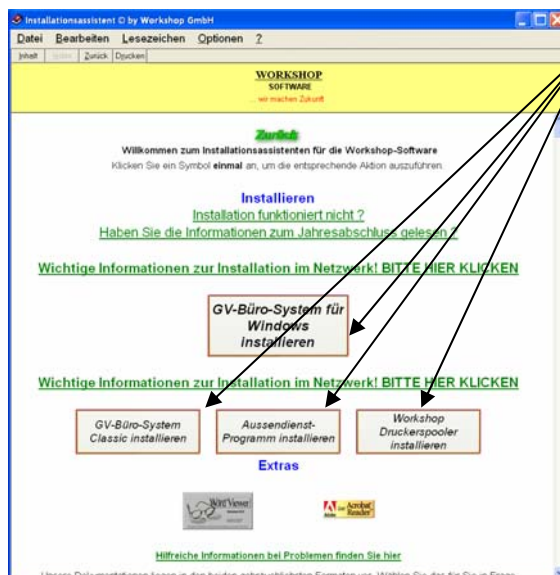 Installationsassistent © by Workshop GmbH
Datei Bearbeiten Lesezeichen Optionen ?
Inhalt Index Zurück Drucken
WORKSHOP
SOFTWARE
... wir machen Zukunft
Zurück
Willkommen zum Installationsassistenten für die Workshop-Software
Klicken Sie ein Symbol einmal an, um die entsprechende Aktion auszuführen.
Installieren
Installation funktioniert nicht ?
Haben Sie die Informationen zum Jahresabschluss gelesen ?
Wichtige Informationen zur Installation im Netzwerk! BITTE HIER KLICKEN
GV-Büro-System für
Windows
installieren
Wichtige Informationen zur Installation im Netzwerk! BITTE HIER KLICKEN
GV-Büro-System
Classic installieren
Aussendienst-
Programm installieren
Workshop
Druckerspooler
installieren
Extras
Word Viewer
Adobe
Acrobat
Reader
Hilfreiche Informationen bei Problemen finden Sie hier